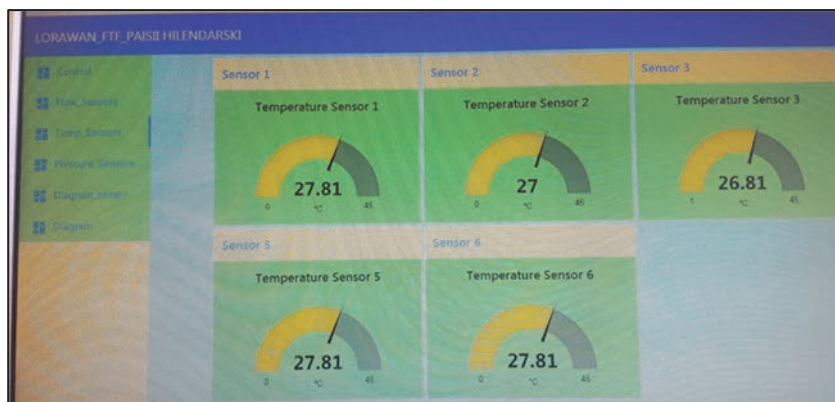 LORAWAN_FTF_PAISII HILENDARSKI
Control
Flow_Sensors
Temp_Sensors
Pressure_Sensors
Diagram_temp1
Diagram
Sensor 1
Temperature Sensor 1
27.81
0 °C 45
Sensor 2
Temperature Sensor 2
27
0 °C 45
Sensor 3
Temperature Sensor 3
26.81
1 °C 45
Sensor 5
Temperature Sensor 5
27.81
0 °C 45
Sensor 6
Temperature Sensor 6
27.81
0 °C 45